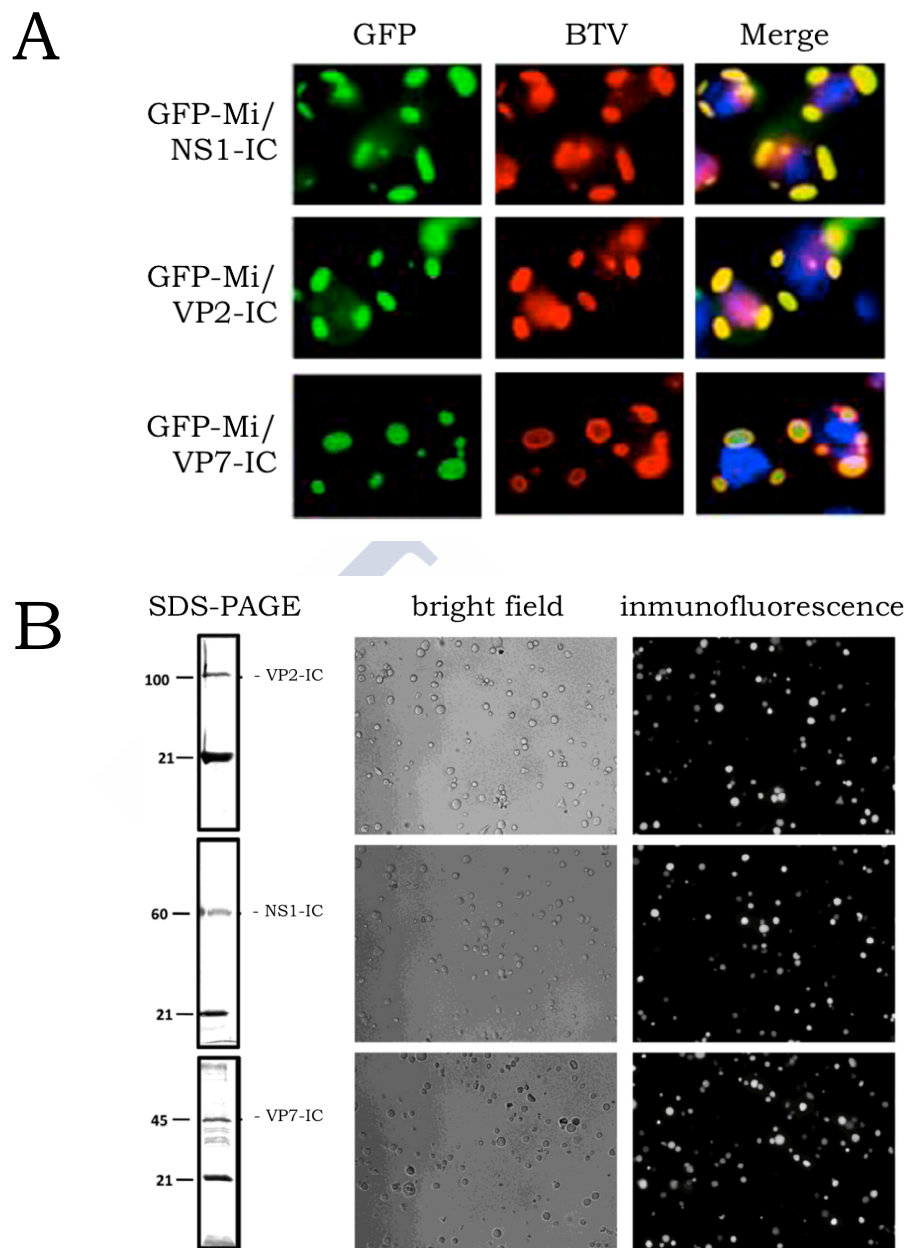 A
GFP
BTV
Merge
GFP-Mi/
NS1-IC
GFP-Mi/
VP2-IC
GFP-Mi/
VP7-IC
B
SDS-PAGE
bright field
inmunofluorescence
100
- VP2-IC
21
60
- NS1-IC
21
45
- VP7-IC
21